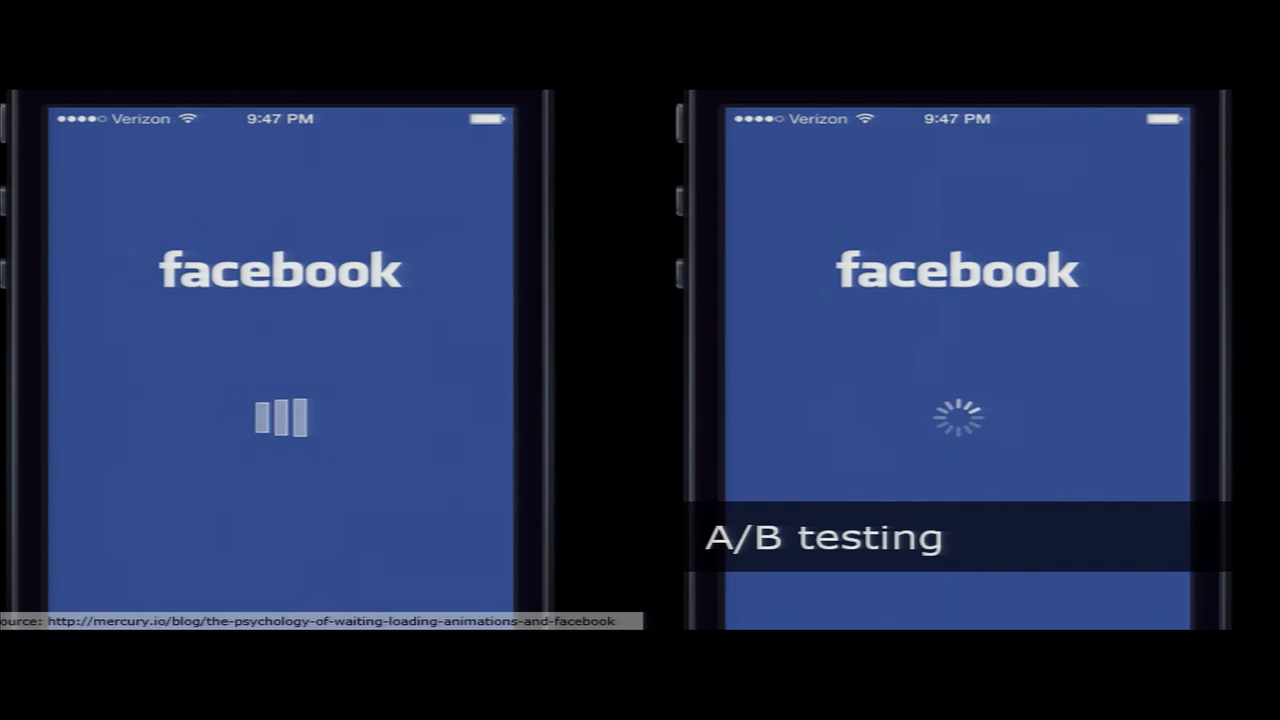 Verizon 9:47 PM
facebook
Verizon 9:47 PM
facebook
A/B testing
ource: http://mercury.io/blog/the-psychology-of-waiting-loading-animations-and-facebook